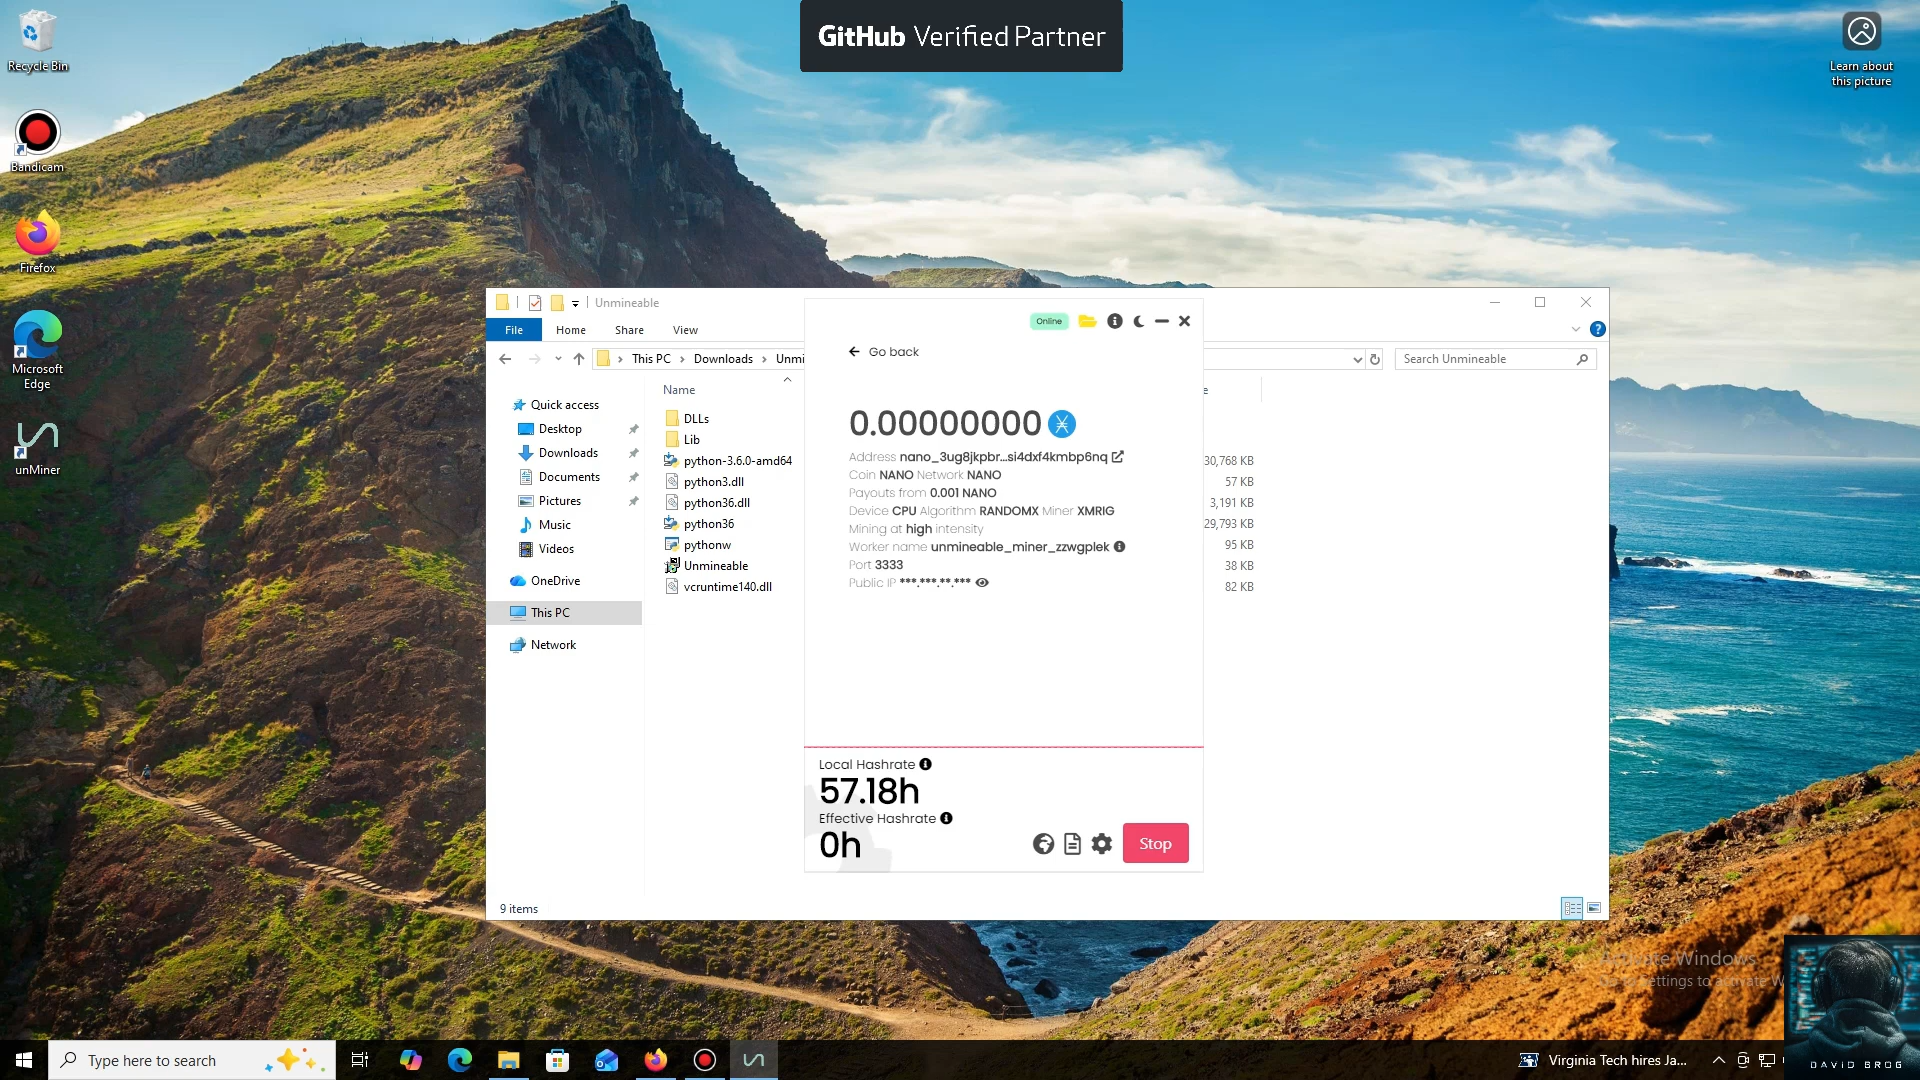 GitHub Verified Partner
Recycle Bin
Bandicam
Firefox
Microsoft
Edge
unMiner
Learn about
this picture
Unmineable
File
Home
Share
View
This PC
Downloads
Unmi
Search Unmineable
Name
Quick access
Desktop
Downloads
Documents
Pictures
Music
Videos
OneDrive
This PC
Network
DLLs
Lib
python-3.6.0-amd64
python3.dll
python36.dll
python36
pythonw
Unmineable
vcruntime140.dll
30,768 KB
57 KB
3,191 KB
29,793 KB
95 KB
38 KB
82 KB
9 items
Online
Go back
0.00000000
Address nano_3ug8jkpbr...si4dxf4kmbp6nq
Coin NANO Network NANO
Payouts from 0.001 NANO
Device CPU Algorithm RANDOMX Miner XMRIG
Mining at high intensity
Worker name unmineable_miner_zzwgplek
Port 3333
Public IP ***.***.**.***
Local Hashrate
57.18h
Effective Hashrate
0h
Stop
Windows
ettings to activate W
Type here to search
Virginia Tech hires Ja...
DAVID BROG